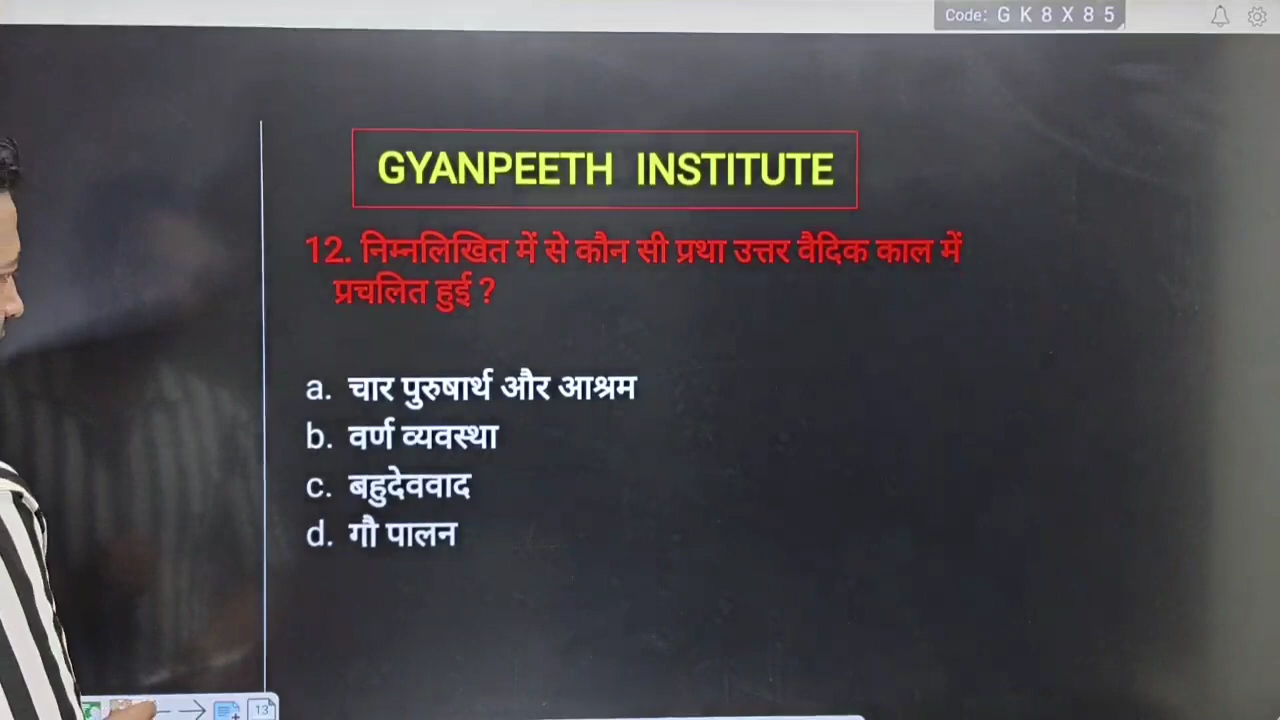 Code: G K 8 X 8 5
GYANPEETH INSTITUTE
12. निम्नलिखित में से कौन सी प्रथा उत्तर वैदिक काल में
प्रचलित हुई ?
a. चार पुरुषार्थ और आश्रम
b. वर्ण व्यवस्था
c. बहुदेववाद
d. गौ पालन
13